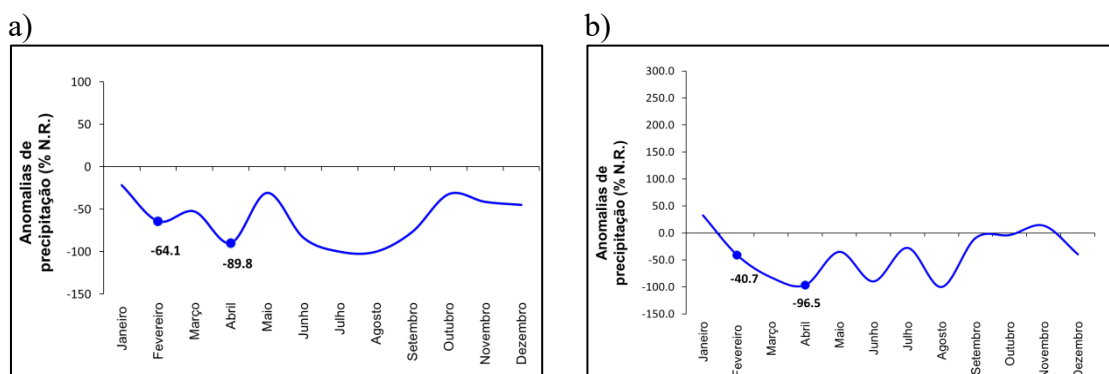 a)
b)
Anomalias de
precipitação (% N.R.)
100
50
0
-50
-100
-150
-64.1
-89.8
Janeiro
Fevereiro
Março
Abril
Maio
Junho
Julho
Agosto
Setembro
Outubro
Novembro
Dezembro
Anomalias de
precipitação (% N.R.)
300.0
250.0
200.0
150.0
100.0
50.0
0.0
-50.0
-100.0
-150.0
-40.7
-96.5
Janeiro
Fevereiro
Março
Abril
Maio
Junho
Julho
Agosto
Setembro
Outubro
Novembro
Dezembro